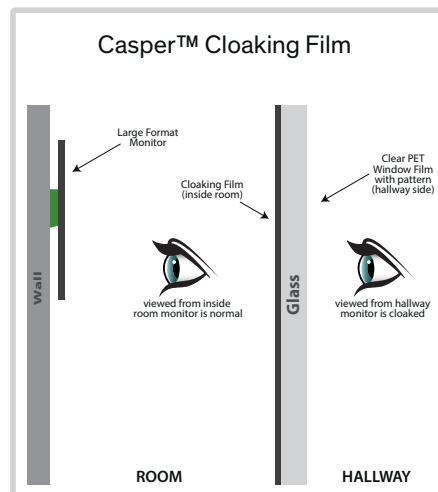 Casper™ Cloaking Film
Large Format
Monitor
Clear PET
Window Film
with pattern
(hallway side)
Cloaking Film
(inside room)
Wall
viewed from inside
room monitor is normal
Glass
viewed from hallway
monitor is cloaked
ROOM
HALLWAY